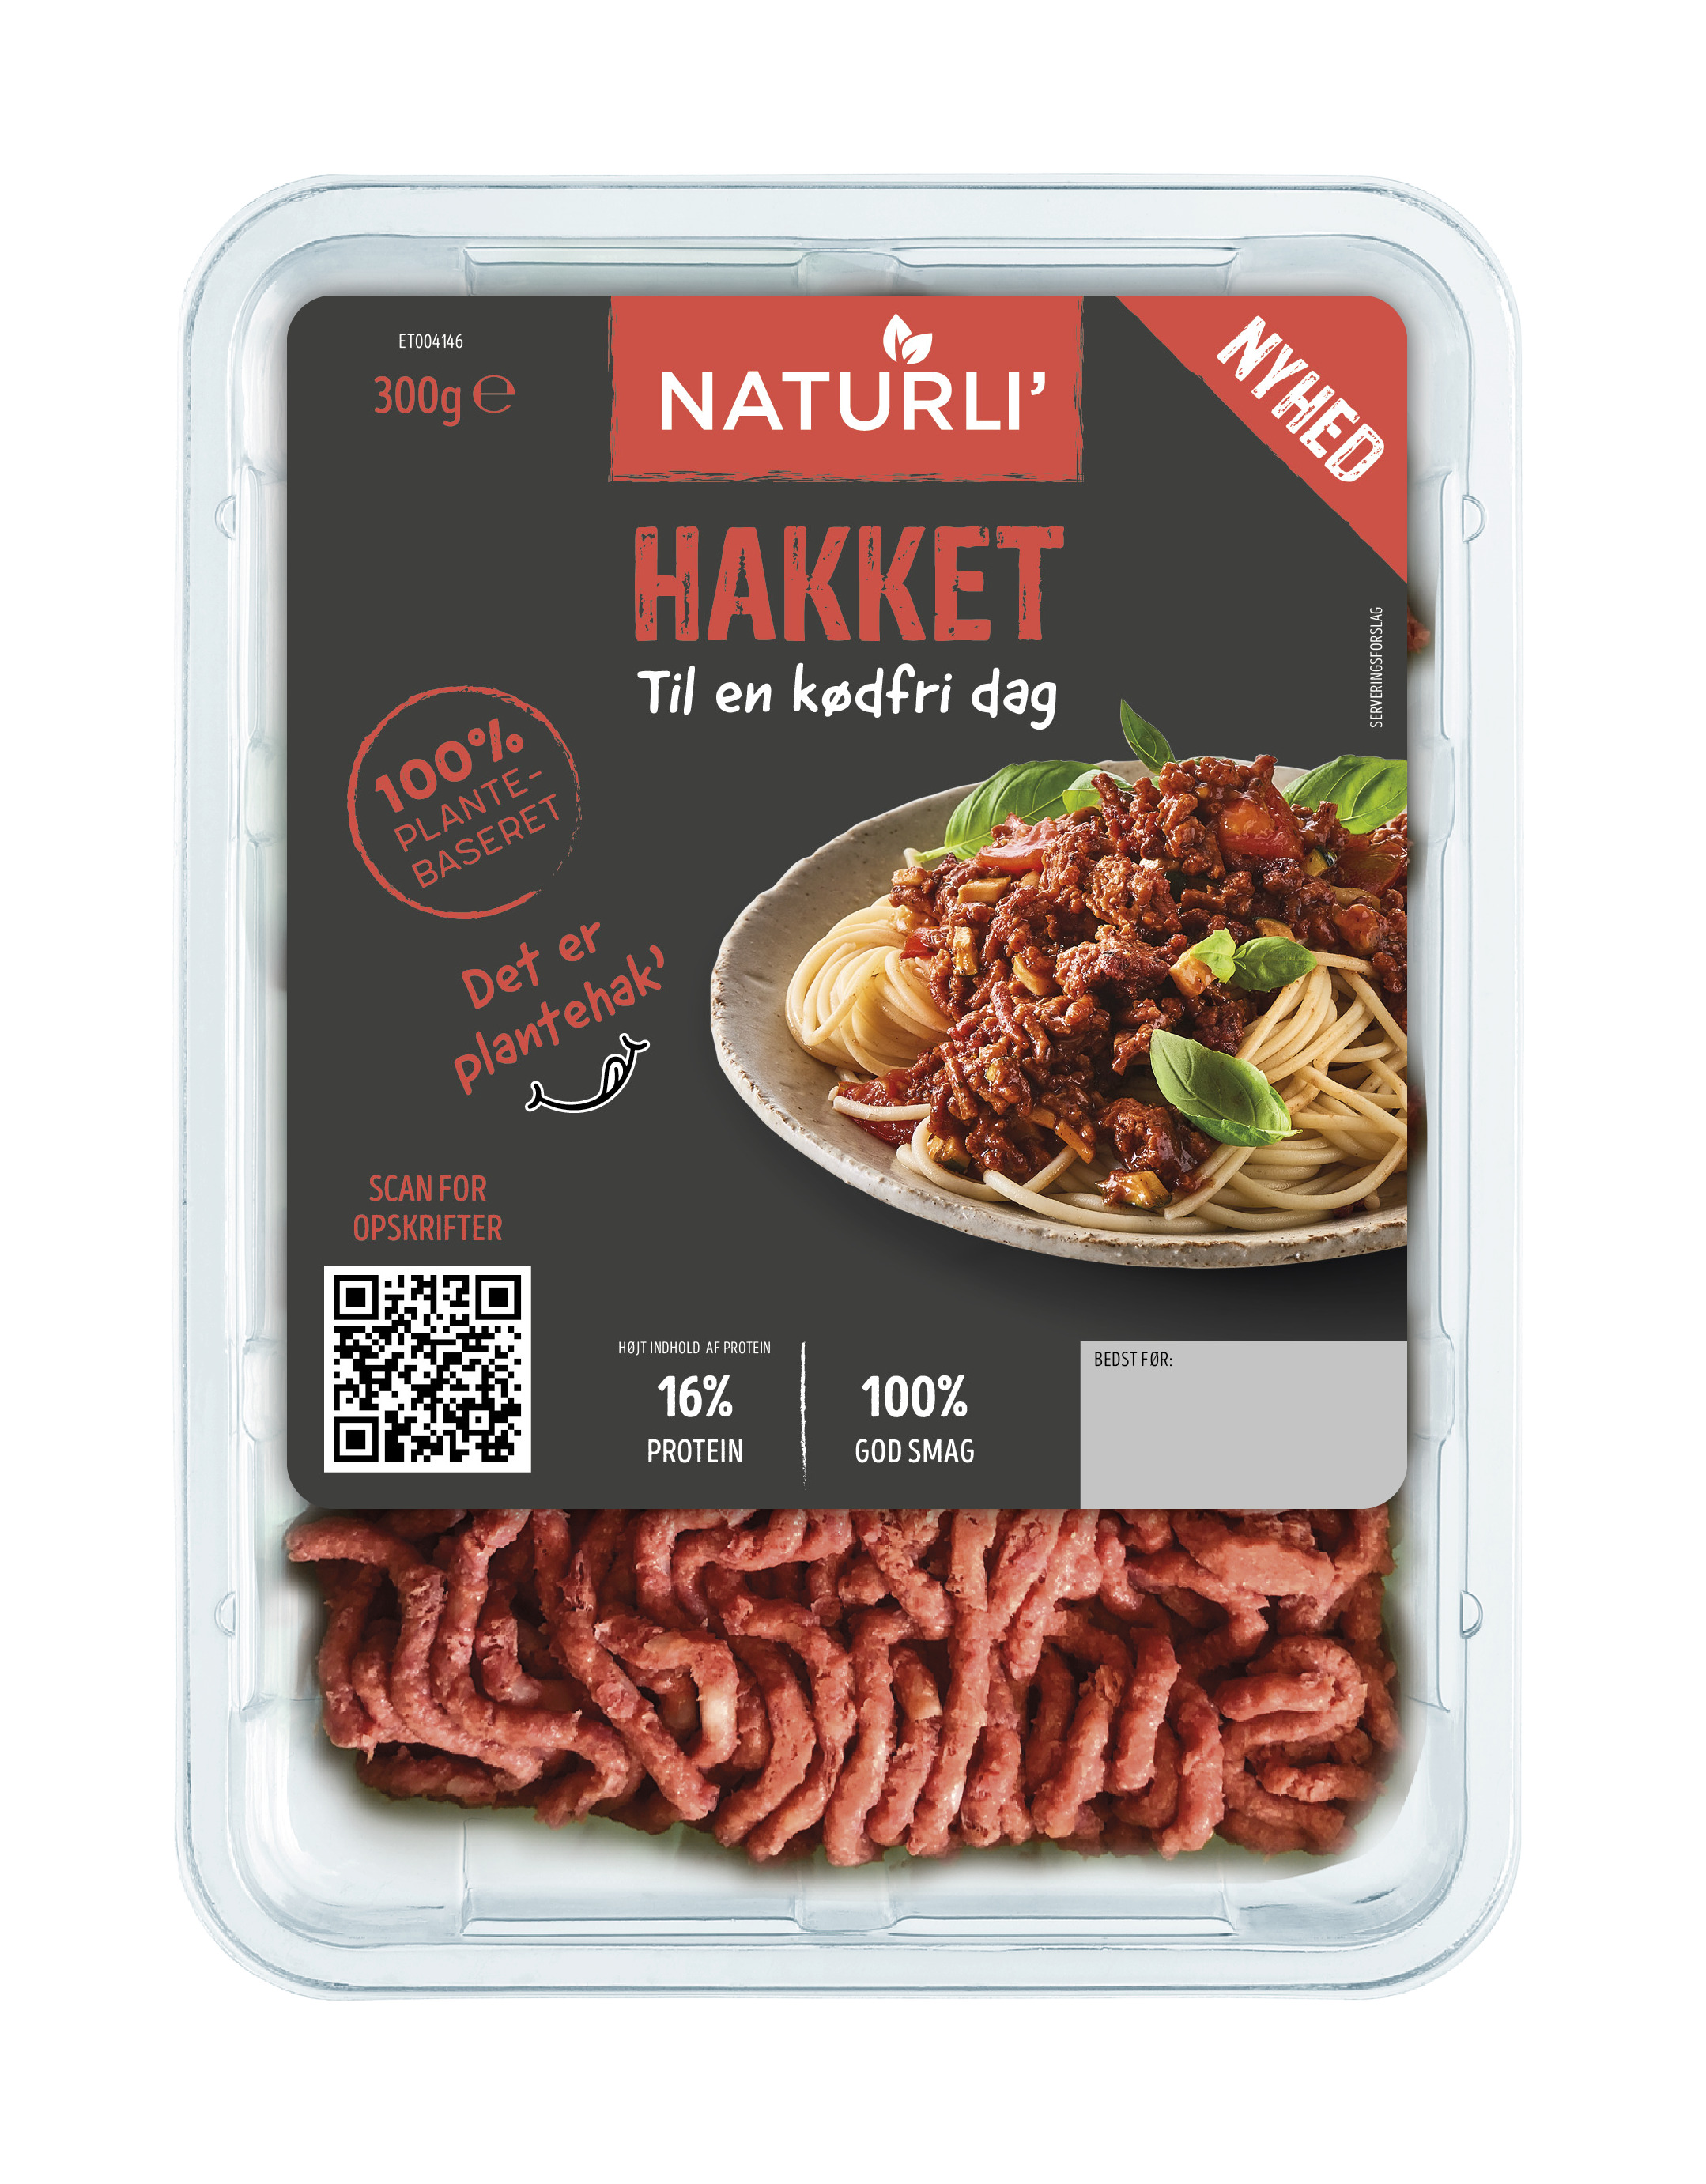 ET004146
300g ℮
NATURLI’
NYHED
HAKKET
Til en kødfri dag
SERVERINGSFORSLAG
100%
PLANTE-
BASERET
Det er
plantehak’
SCAN FOR
OPSKRIFTER
HØJT INDHOLD AF PROTEIN
16%
PROTEIN
100%
GOD SMAG
BEDST FØR: